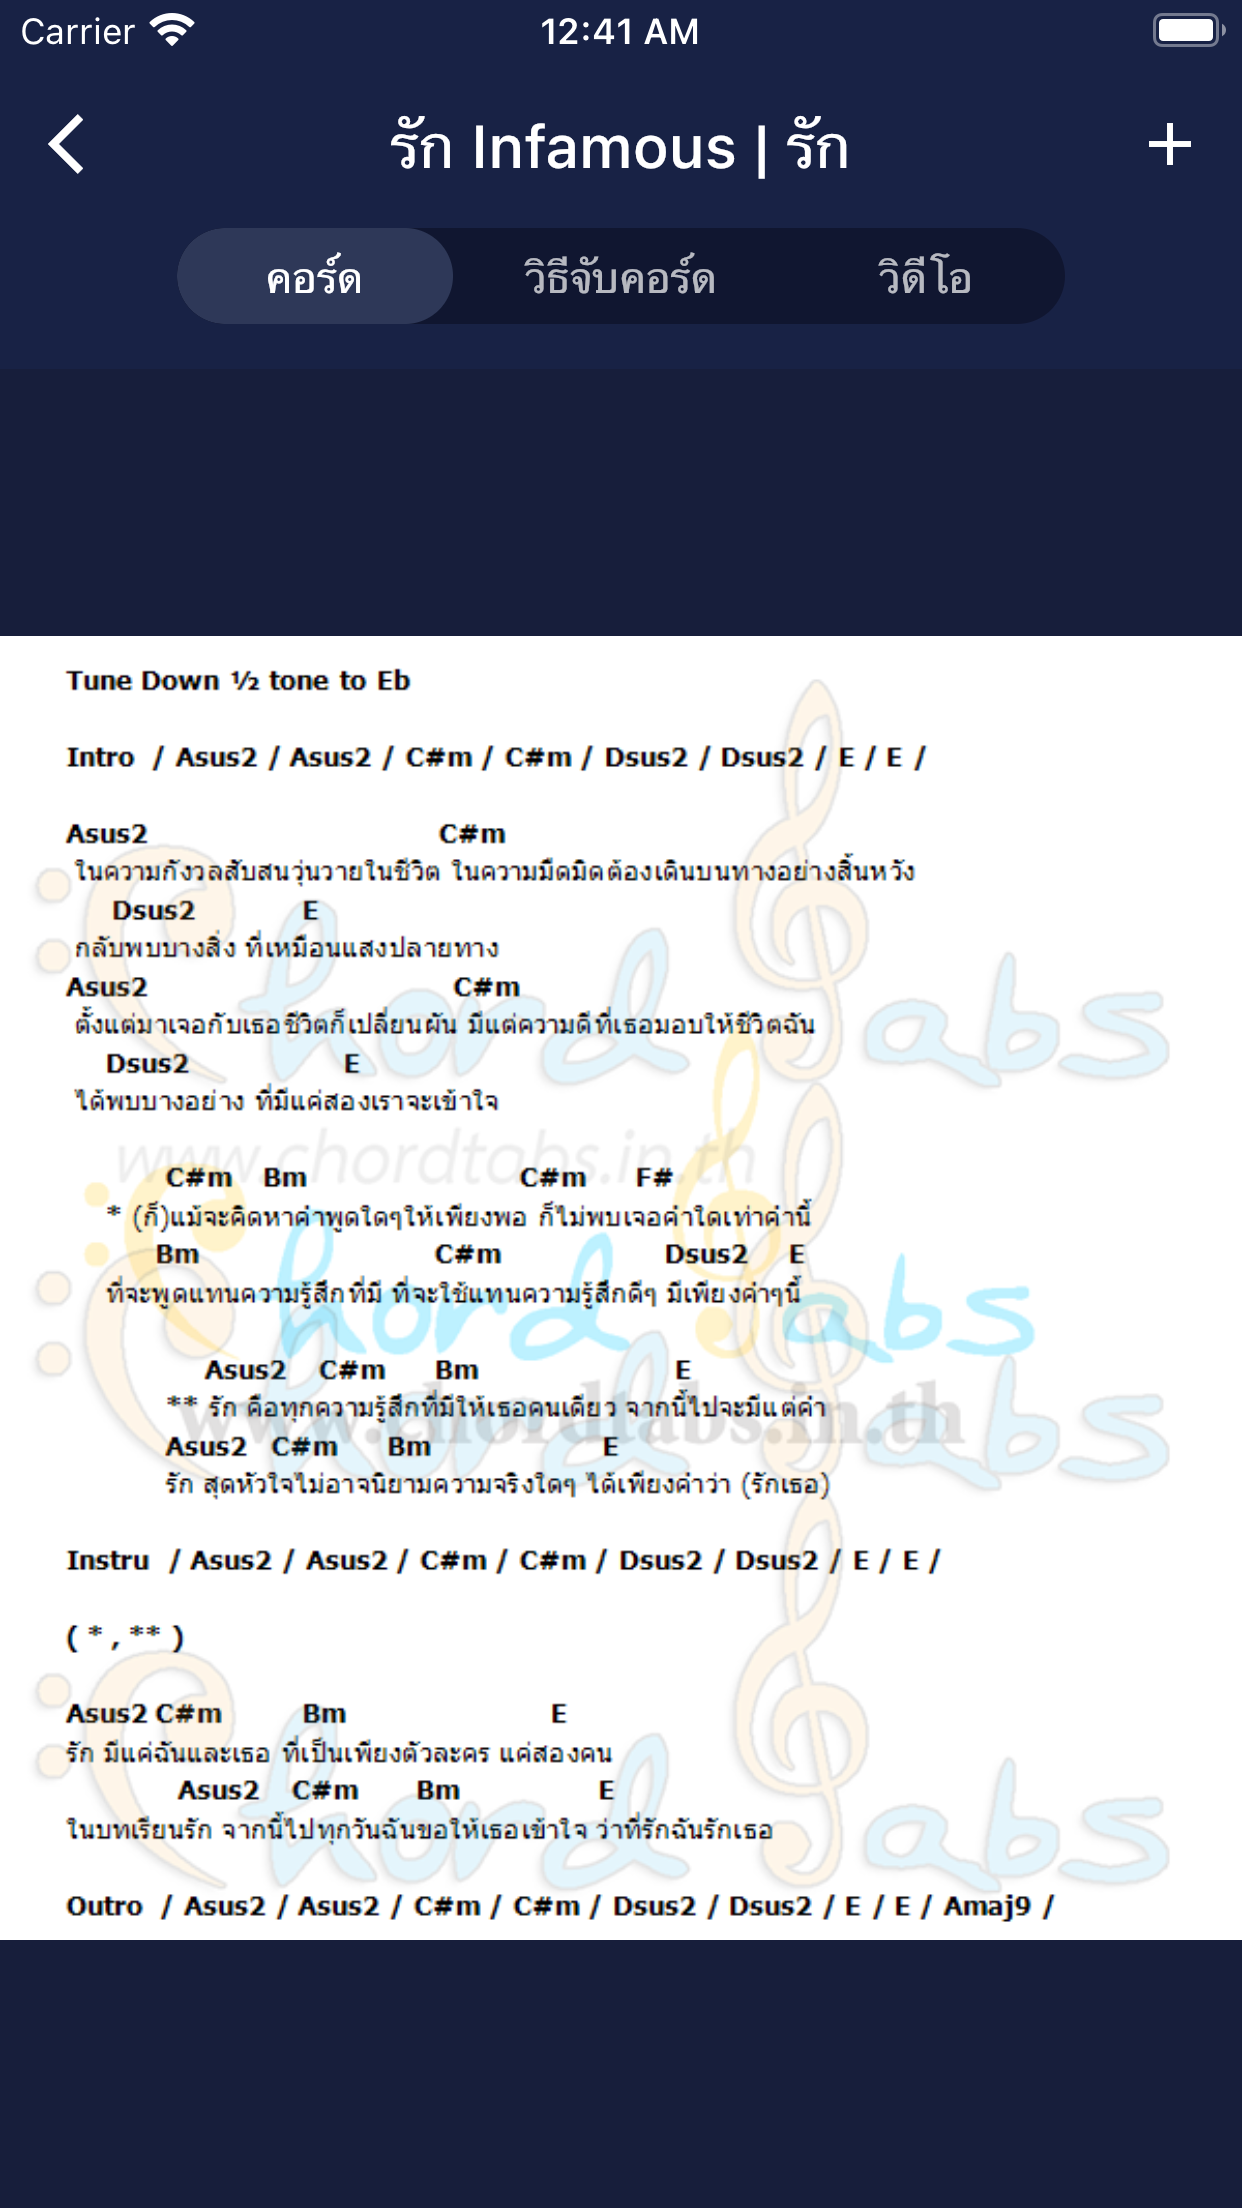 Carrier 12:41 AM
รัก Infamous | รัก
คอร์ด วิธีจับคอร์ด วิดีโอ
Tune Down ½ tone to Eb
Intro / Asus2 / Asus2 / C#m / C#m / Dsus2 / Dsus2 / E / E /
Asus2 C#m
ในความกังวลสับสนวุ่นวายในชีวิต ในความมืดมิดต้องเดินบนทางอย่างสิ้นหวัง
Dsus2 E
กลับพบบางสิ่ง ที่เหมือนแสงปลายทาง
Asus2 C#m
ตั้งแต่มาเจอกับเธอชีวิตก็เปลี่ยนผัน มีแต่ความดีที่เธอมอบให้ชีวิตฉัน
Dsus2 E
ได้พบบางอย่าง ที่มีแค่สองเราจะเข้าใจ
www.chordtabs.in.th
C#m Bm C#m F#
* (ก็)แม้จะคิดหาคำพูดใดๆให้เพียงพอ ก็ไม่พบเจอคำใดเท่าคำนี้
Bm C#m Dsus2 E
ที่จะพูดแทนความรู้สึกที่มี ที่จะใช้แทนความรู้สึกดีๆ มีเพียงคำๆนี้
Chord Tabs
Asus2 C#m Bm E
** รัก คือทุกความรู้สึกที่มีให้เธอคนเดียว จากนี้ไปจะมีแต่คำ
www.chordtabs.in.th
Asus2 C#m Bm E
รัก สุดหัวใจไม่อาจนิยามความจริงใดๆ ได้เพียงคำว่า (รักเธอ)
Instru / Asus2 / Asus2 / C#m / C#m / Dsus2 / Dsus2 / E / E /
( * , ** )
Asus2 C#m Bm E
รัก มีแค่ฉันและเธอ ที่เป็นเพียงตัวละคร แค่สองคน
Asus2 C#m Bm E
ในบทเรียนรัก จากนี้ไปทุกวันฉันขอให้เธอเข้าใจ ว่าที่รักฉันรักเธอ
Outro / Asus2 / Asus2 / C#m / C#m / Dsus2 / Dsus2 / E / E / Amaj9 /